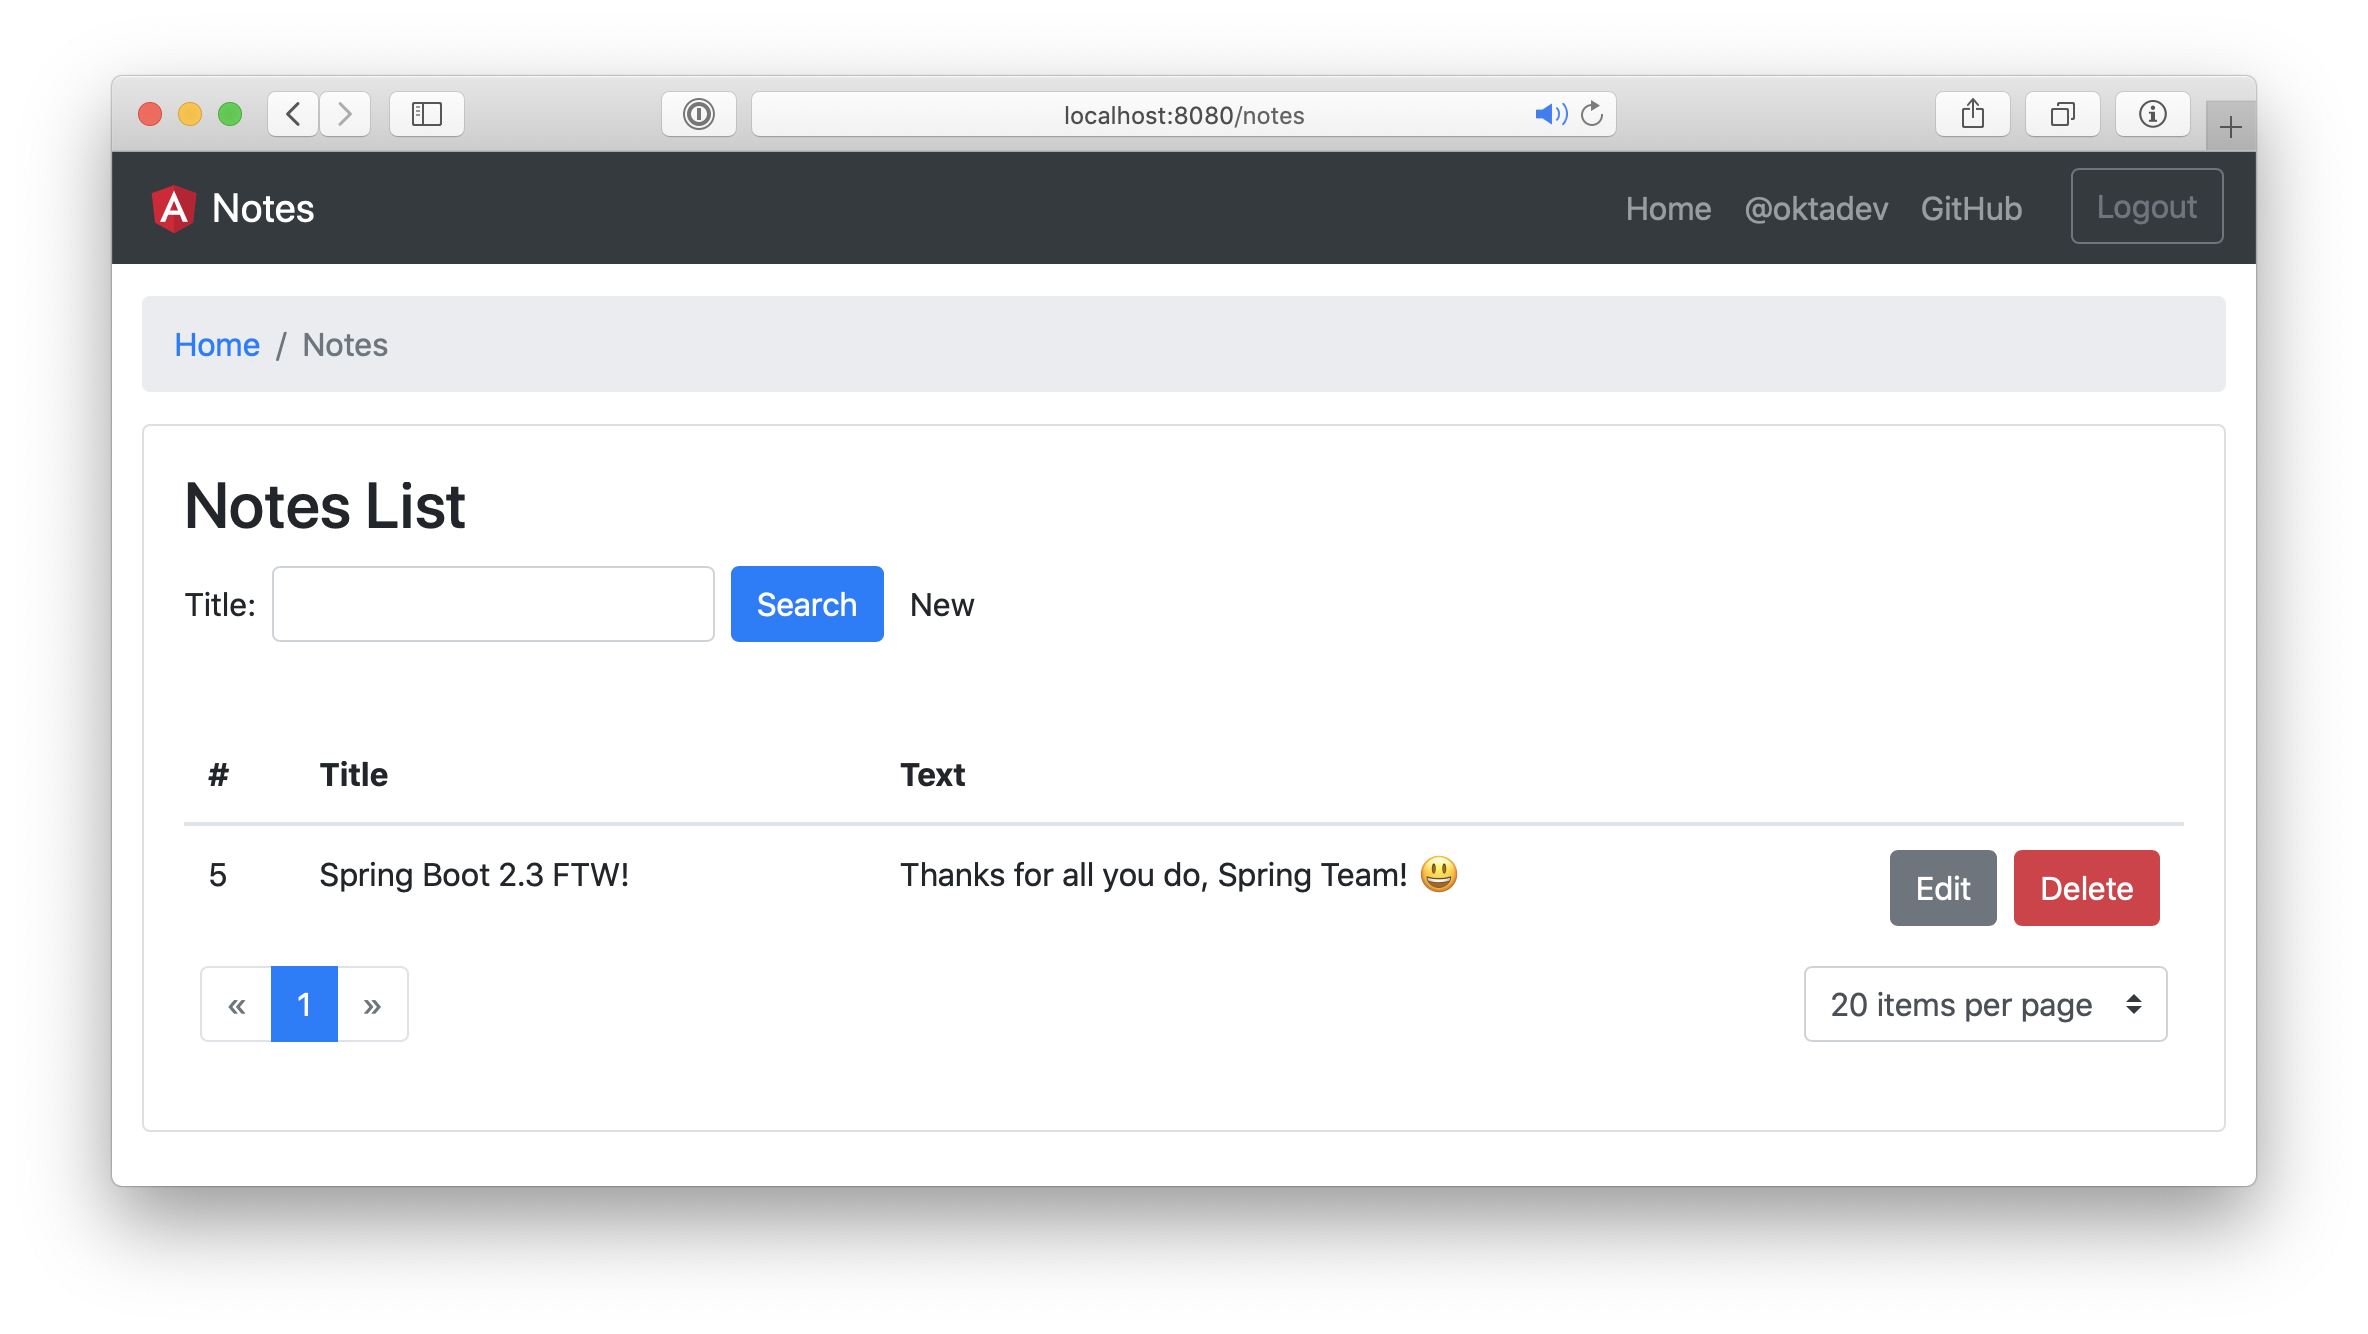 localhost:8080/notes
Notes Home @oktadev GitHub Logout
Home / Notes
Notes List
Title: Search New
# Title Text
5 Spring Boot 2.3 FTW! Thanks for all you do, Spring Team! 😃 Edit Delete
« 1 » 20 items per page